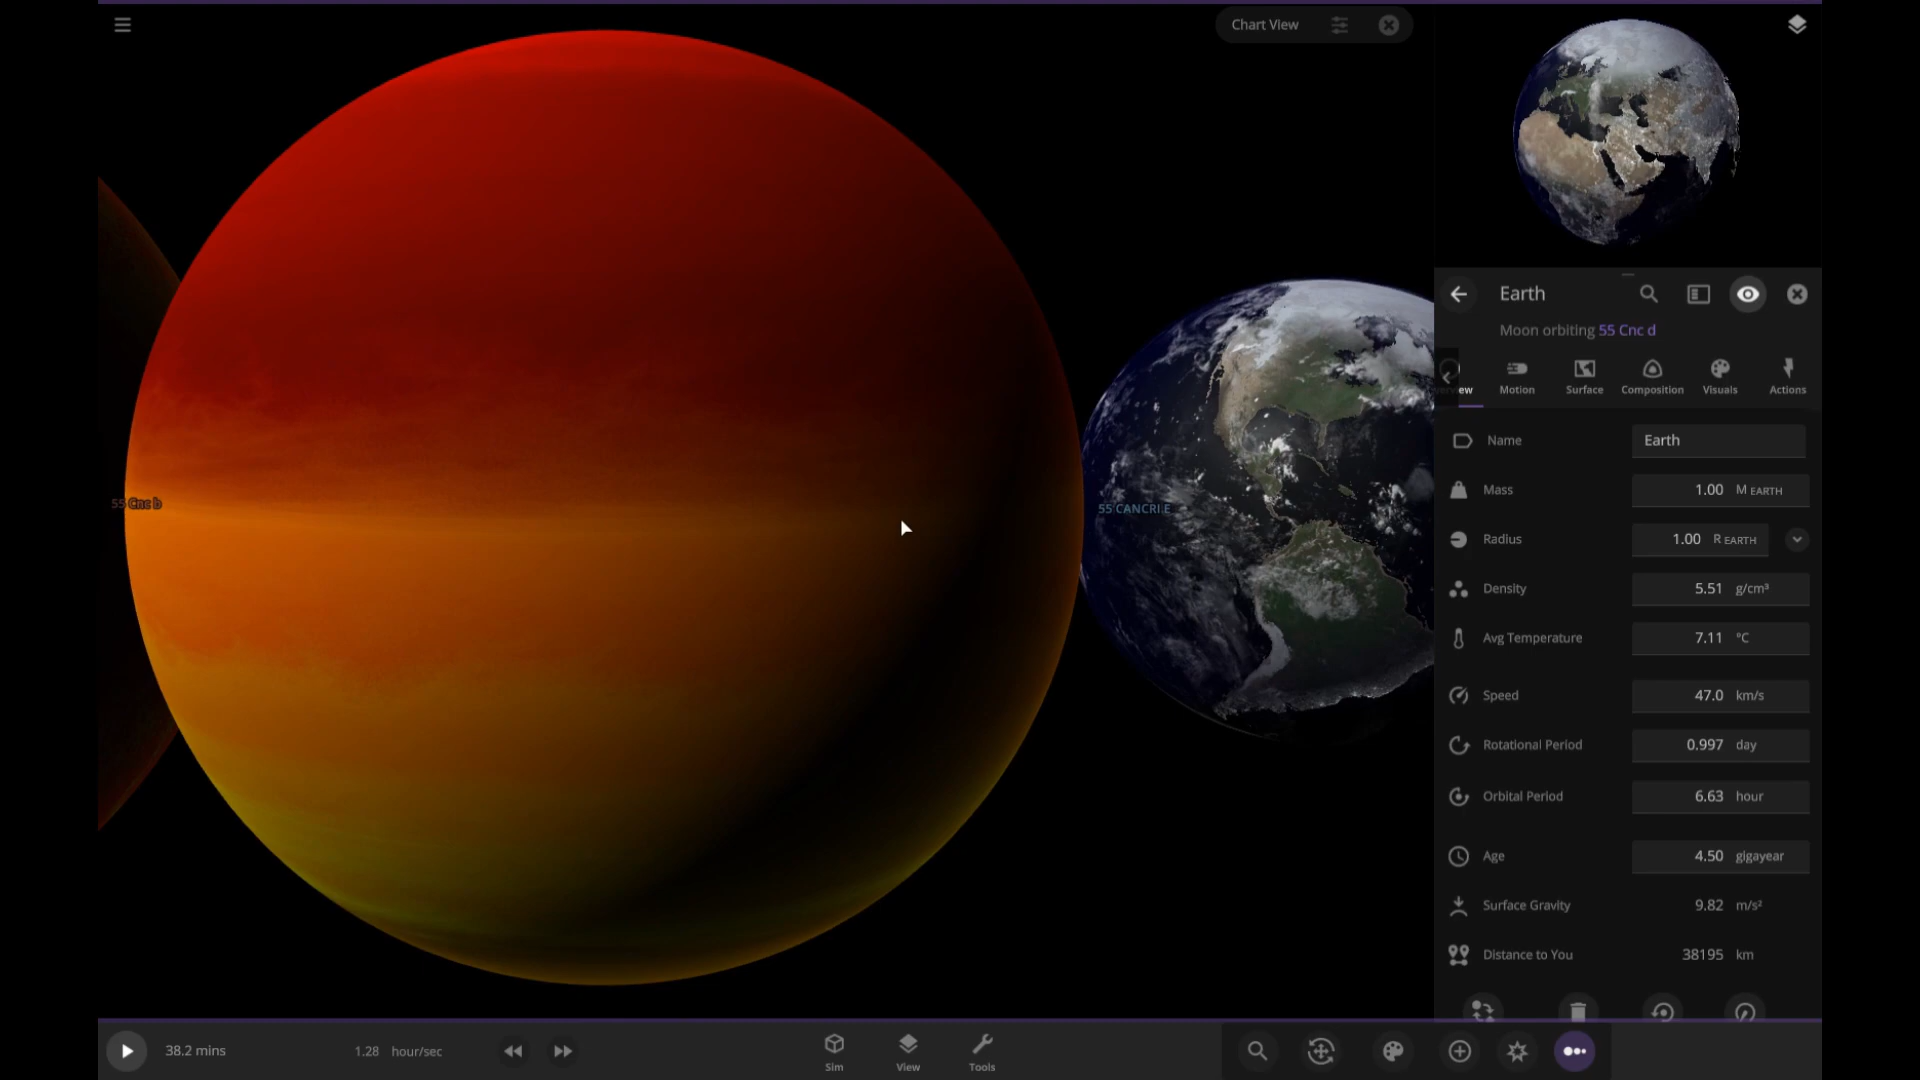 Chart View
Earth
Moon orbiting 55 Cnc d
ew
Motion
Surface
Composition
Visuals
Actions
Name
Earth
Mass
1.00 M EARTH
Radius
1.00 R EARTH
Density
5.51 g/cm³
Avg Temperature
7.11 °C
Speed
47.0 km/s
Rotational Period
0.997 day
Orbital Period
6.63 hour
Age
4.50 gigayear
Surface Gravity
9.82 m/s²
Distance to You
38195 km
55 Cnc b
55 CANCRI E
38.2 mins
1.28 hour/sec
Sim
View
Tools